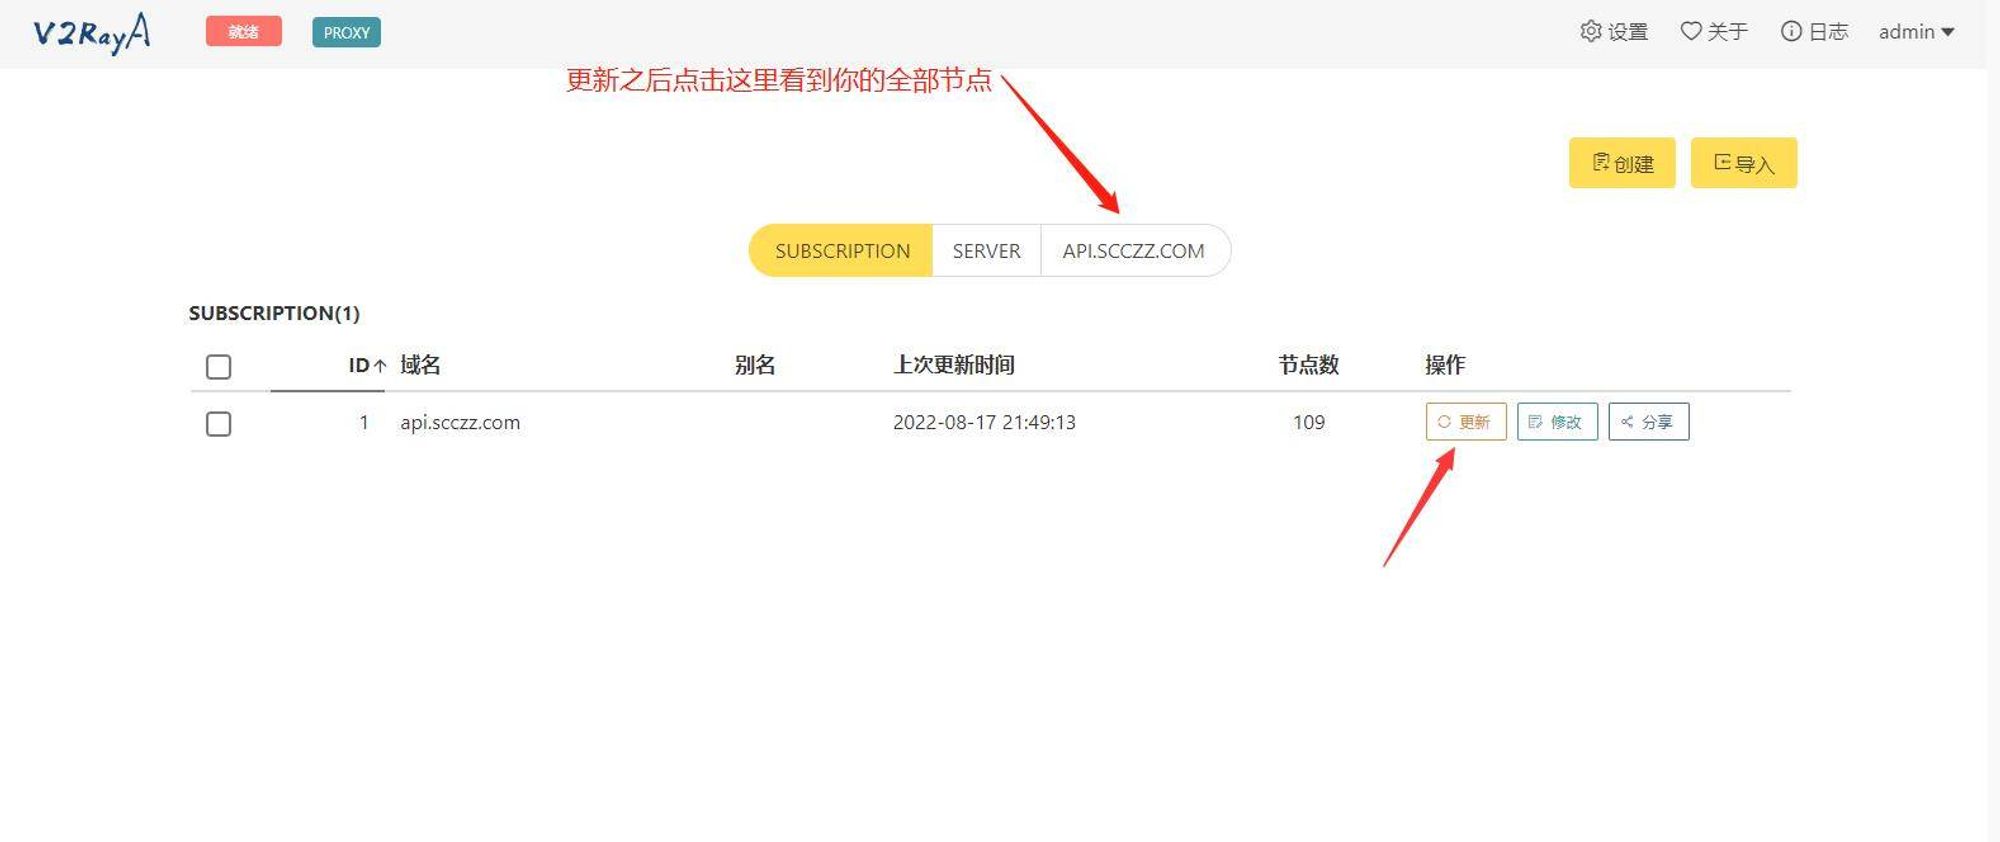 V2RayA 就绪 PROXY 设置 关于 日志 admin
更新之后点击这里看到你的全部节点
创建 导入
SUBSCRIPTION SERVER API.SCCZZ.COM
SUBSCRIPTION(1)
ID 域名 别名 上次更新时间 节点数 操作
1 api.scczz.com 2022-08-17 21:49:13 109 更新 修改 分享